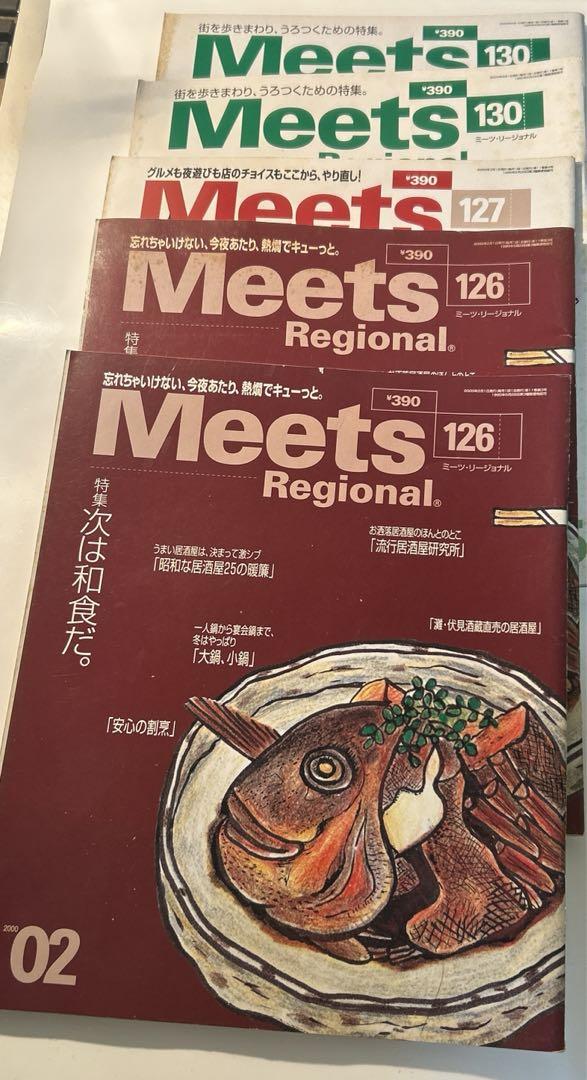 街を歩きまわり、うろつくための特集。
¥390
Meets
130
街を歩きまわり、うろつくための特集。
¥390
Meets
130
ミーツ・リージョナル
Regional
グルメも夜遊びも店のチョイスもここから、やり直し!
¥390
Meets
127
忘れちゃいけない、今夜あたり、熱燗でキューっと。
¥390
Meets
126
ミーツ・リージョナル
Regional®
特集
忘れちゃいけない、今夜あたり、熱燗でキューっと。
¥390
Meets
126
ミーツ・リージョナル
Regional®
特集
次は和食だ。
お洒落居酒屋のほんとのとこ
「流行居酒屋研究所」
うまい居酒屋は、決まって激シブ
「昭和な居酒屋25の暖簾」
「灘・伏見酒蔵直売の居酒屋」
一人鍋から宴会鍋まで、
冬はやっぱり
「大鍋、小鍋」
「安心の割烹」
2000
02